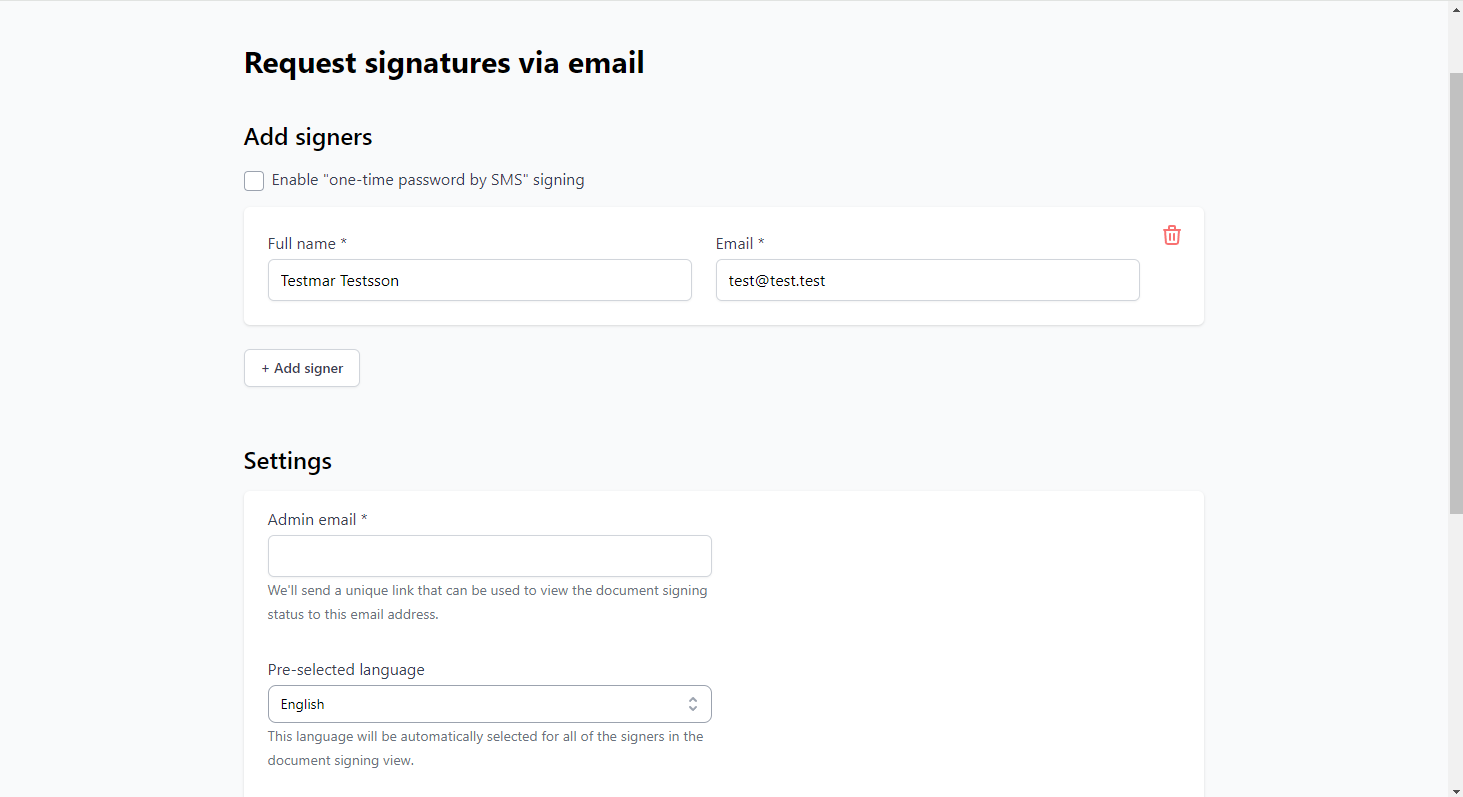 Request signatures via email
Add signers
Enable "one-time password by SMS" signing
Full name *
Email *
Testmar Testsson
test@test.test
+ Add signer
Settings
Admin email *
We'll send a unique link that can be used to view the document signing
status to this email address.
Pre-selected language
English
This language will be automatically selected for all of the signers in the
document signing view.